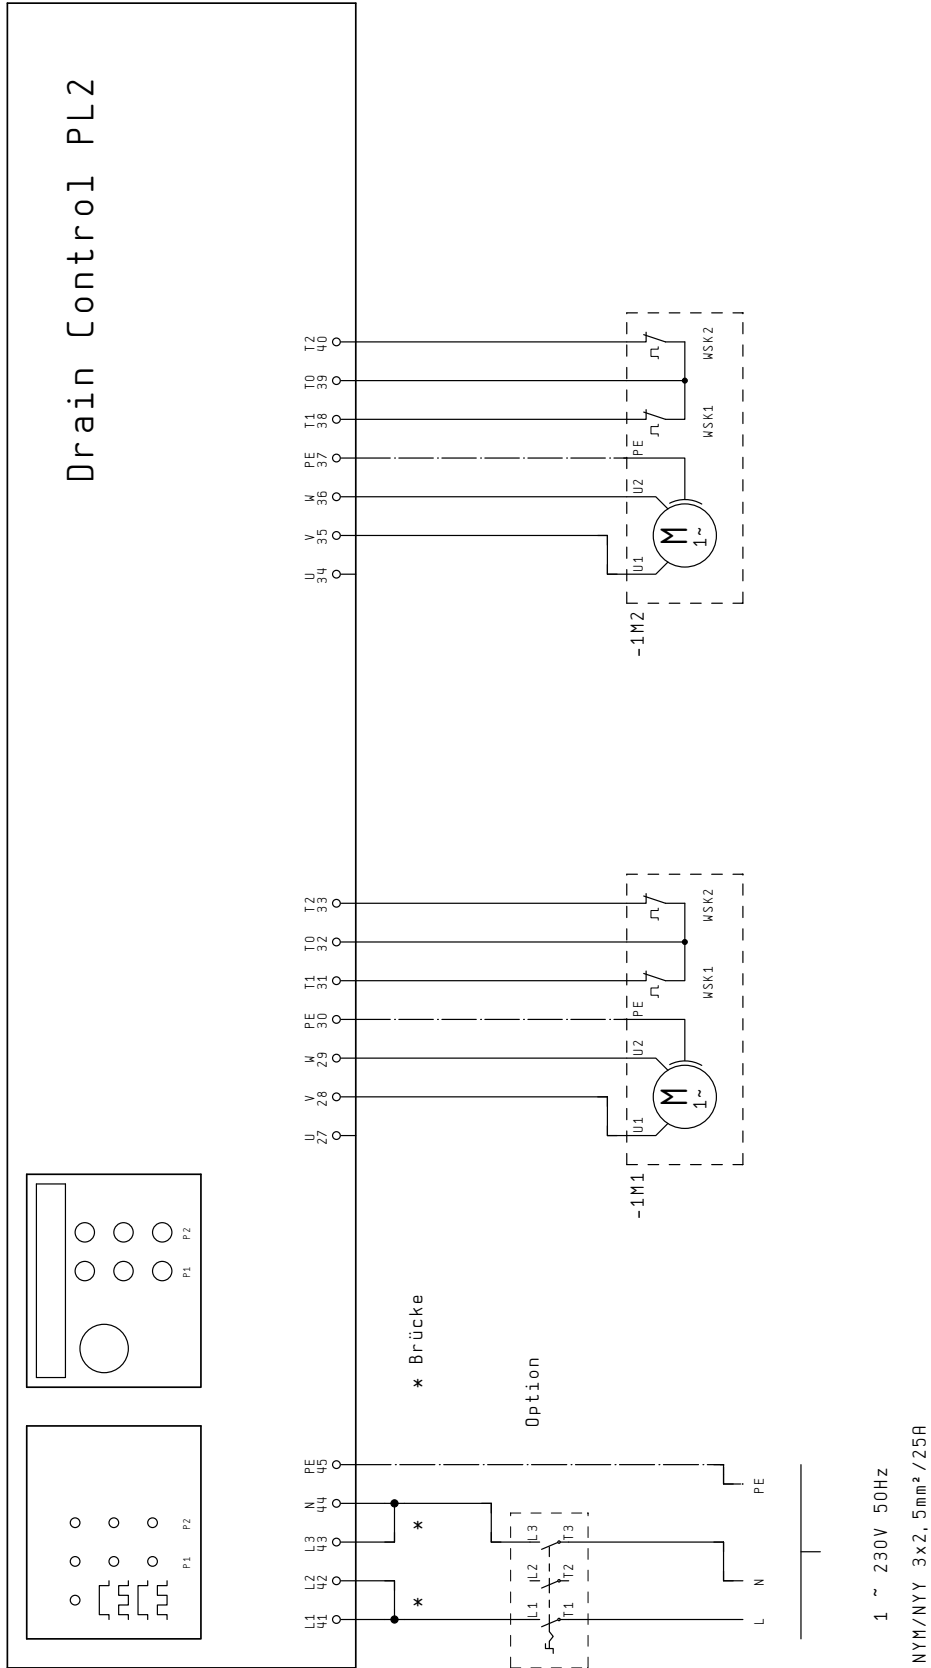 Drain Control PL2
P1
P2
P1
P2
L1
41
L2
42
L3
43
N
44
PE
45
U
27
V
28
W
29
PE
30
T1
31
T0
32
T2
33
U
34
V
35
W
36
PE
37
T1
38
T0
39
T2
40
*
*
* Brücke
Option
L1
L2
L3
T1
T2
T3
L
N
PE
1 ~ 230V 50Hz
NYM/NYY 3x2,5mm²/25A
-1M1
U1
U2
PE
M
1~
WSK1
WSK2
-1M2
U1
U2
PE
M
1~
WSK1
WSK2